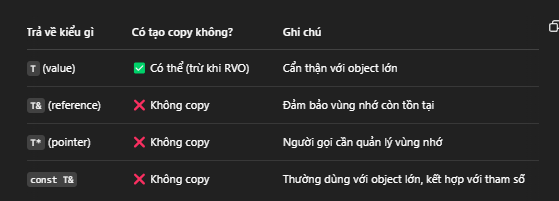 Trả về kiểu gì Có tạo copy không? Ghi chú
T (value) ✅ Có thể (trừ khi RVO) Cẩn thận với object lớn
T& (reference) ❌ Không copy Đảm bảo vùng nhớ còn tồn tại
T* (pointer) ❌ Không copy Người gọi cần quản lý vùng nhớ
const T& ❌ Không copy Thường dùng với object lớn, kết hợp với tham số